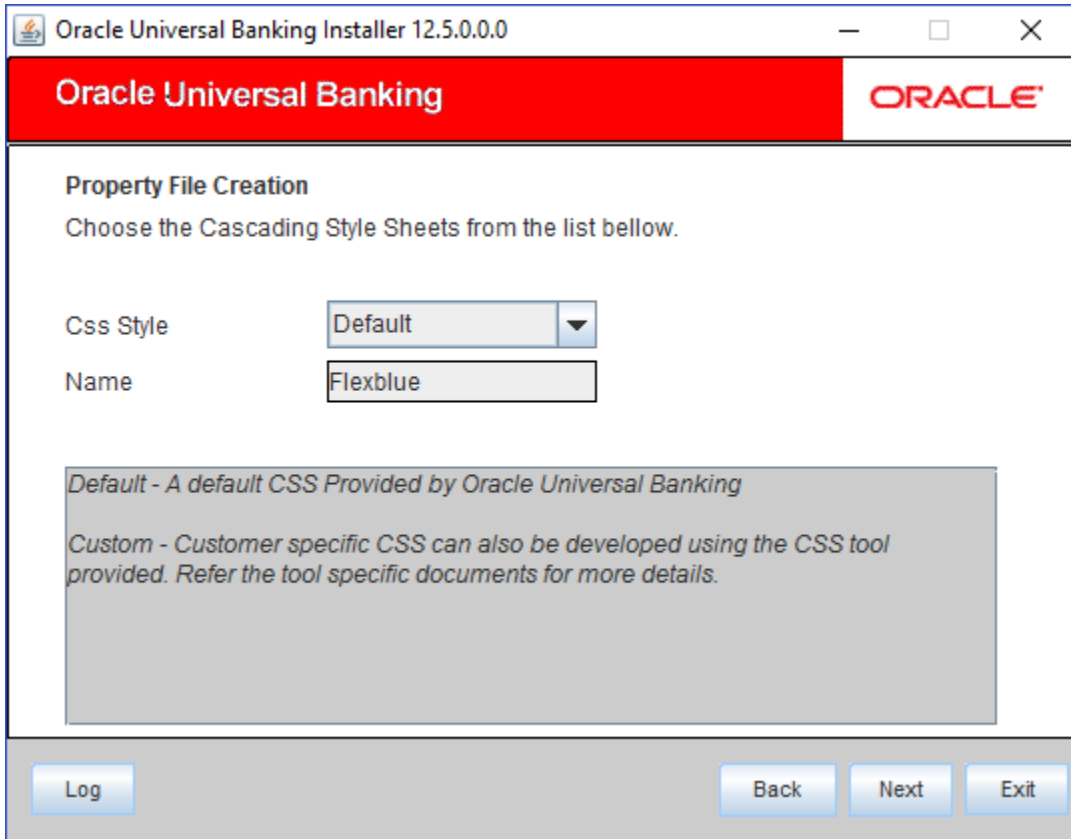 Oracle Universal Banking Installer 12.5.0.0.0
Oracle Universal Banking
ORACLE
Property File Creation
Choose the Cascading Style Sheets from the list bellow.
Css Style
Default
Name
Flexblue
Default - A default CSS Provided by Oracle Universal Banking
Custom - Customer specific CSS can also be developed using the CSS tool
provided. Refer the tool specific documents for more details.
Log
Back
Next
Exit